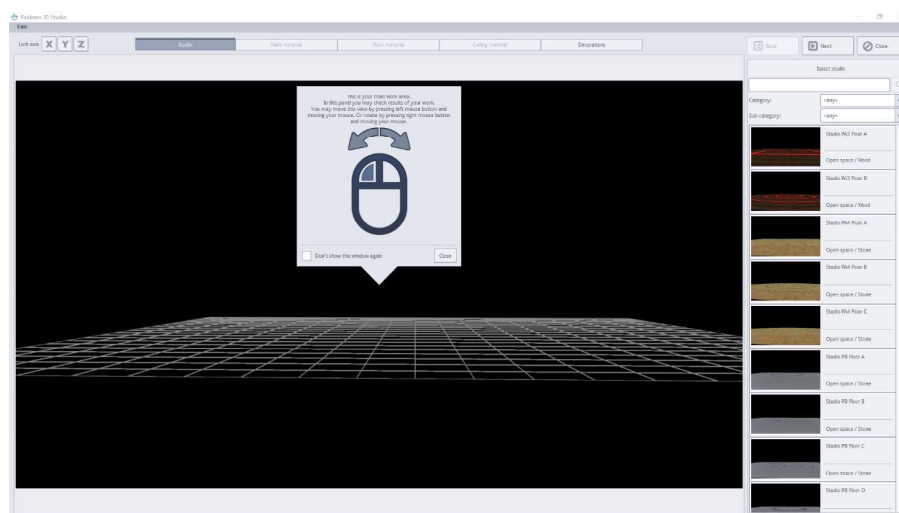 Reallusion 3D Studio
Edit
Lock axis: X Y Z
Studio
Walls material
Floor material
Ceiling material
Decorations
Back
Next
Close
This is your main work area.
In this panel you may check results of your work.
You may move this view by pressing left mouse button and
moving your mouse. Or rotate by pressing right mouse button
and moving your mouse.
Don't show this window again
Close
Select studio
Category:
<any>
Sub-category:
<any>
Studio PA3 Floor A
Open space / Wood
Studio PA3 Floor B
Open space / Wood
Studio PA4 Floor A
Open space / Stone
Studio PA4 Floor B
Open space / Stone
Studio PA4 Floor C
Open space / Stone
Studio PB Floor A
Open space / Stone
Studio PB Floor B
Open space / Stone
Studio PB Floor C
Open space / Stone
Studio PB Floor D